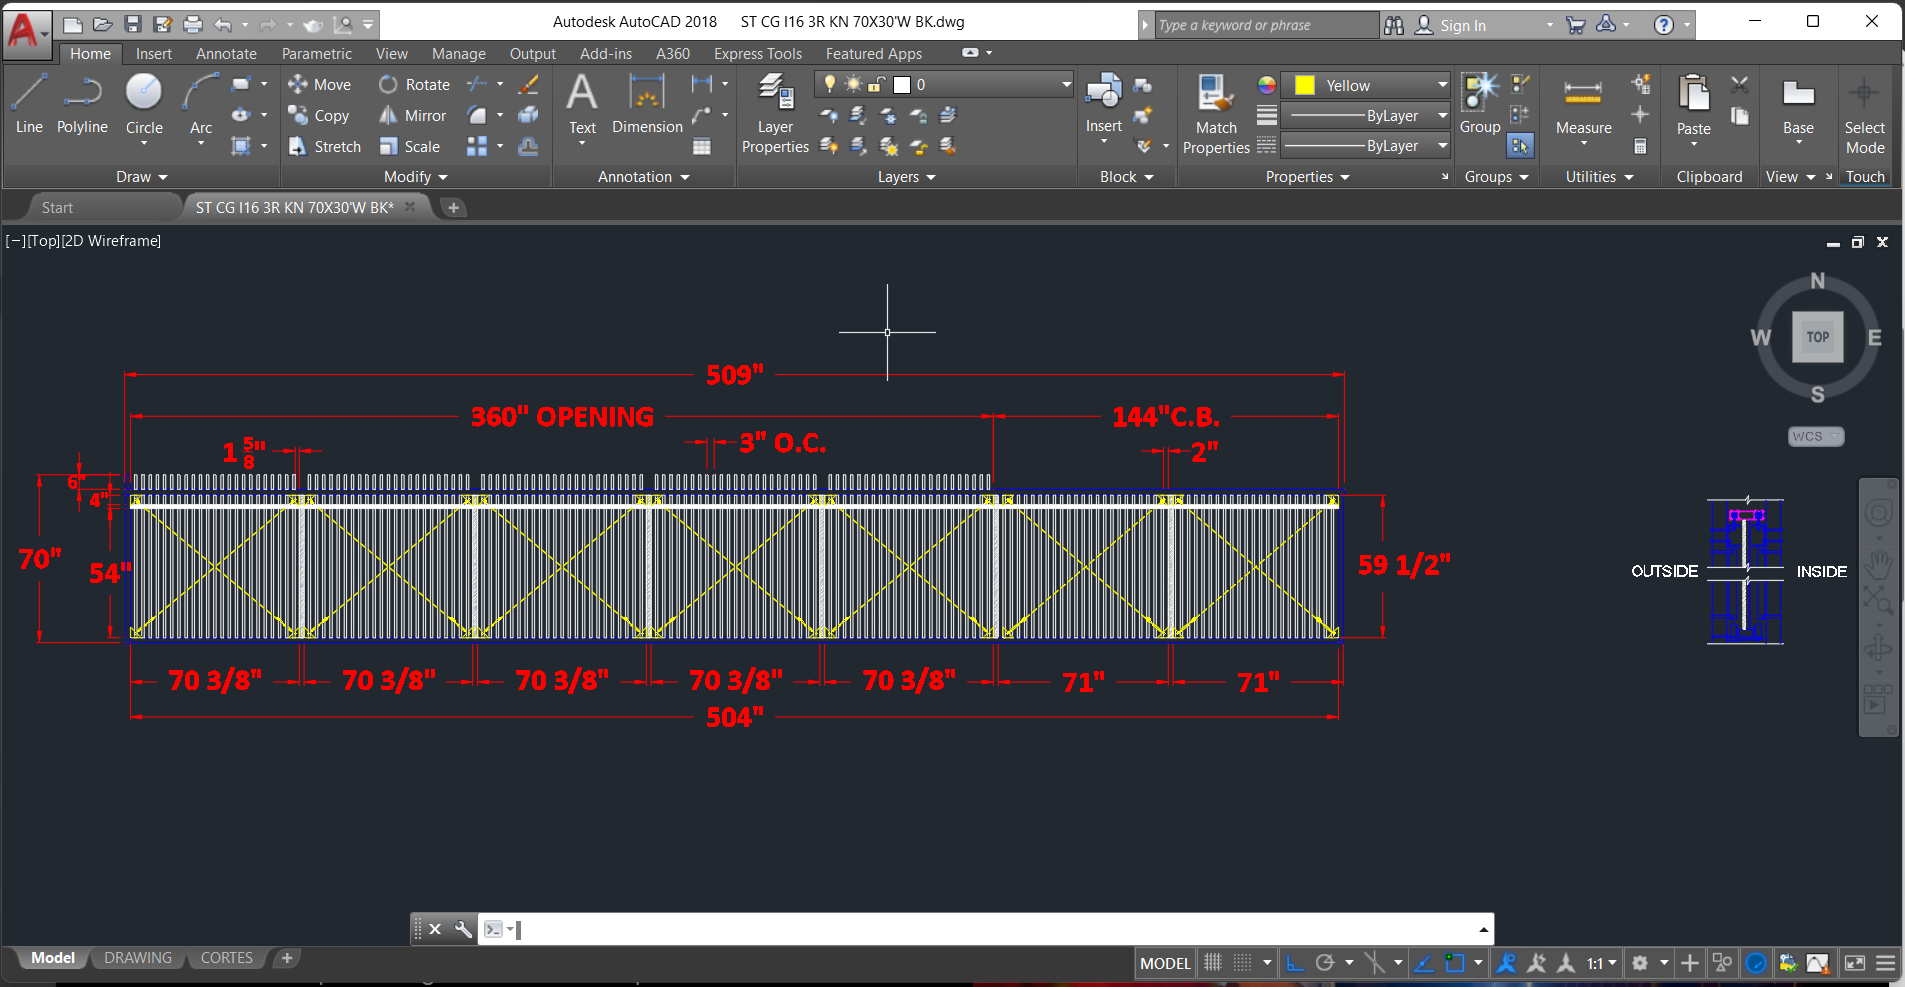 Autodesk AutoCAD 2018 ST CG I16 3R KN 70X30'W BK.dwg
Type a keyword or phrase
Sign In
Home Insert Annotate Parametric View Manage Output Add-ins A360 Express Tools Featured Apps
Line
Polyline
Circle
Arc
Move
Copy
Stretch
Rotate
Mirror
Scale
Text
Dimension
Layer
Properties
0
Insert
Match
Properties
Yellow
ByLayer
ByLayer
Group
Measure
Paste
Base
Select
Mode
Draw Modify Annotation Layers Block Properties Groups Utilities Clipboard View Touch
Start
ST CG I16 3R KN 70X30'W BK*
[−][Top][2D Wireframe]
N
W TOP E
S
WCS
509"
360" OPENING
144"C.B.
1 5/8"
3" O.C.
2"
6"
4"
70"
54"
59 1/2"
OUTSIDE
INSIDE
70 3/8" 70 3/8" 70 3/8" 70 3/8" 70 3/8" 71" 71"
504"
Model DRAWING CORTES
MODEL
1:1